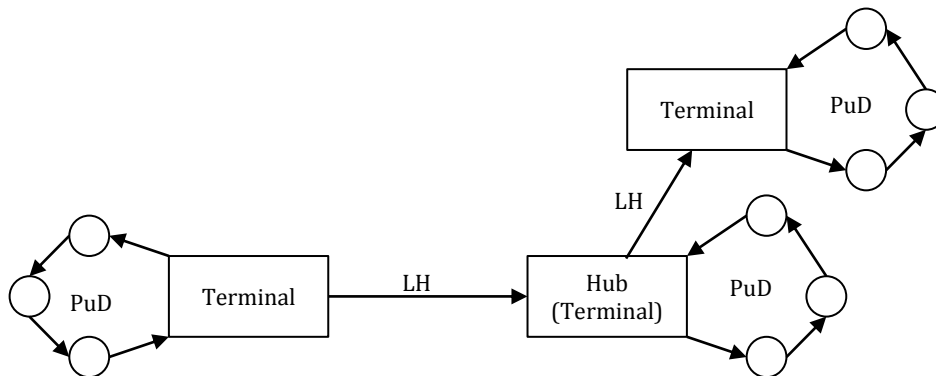 Terminal
PuD
LH
PuD
Terminal
LH
Hub
(Terminal)
PuD